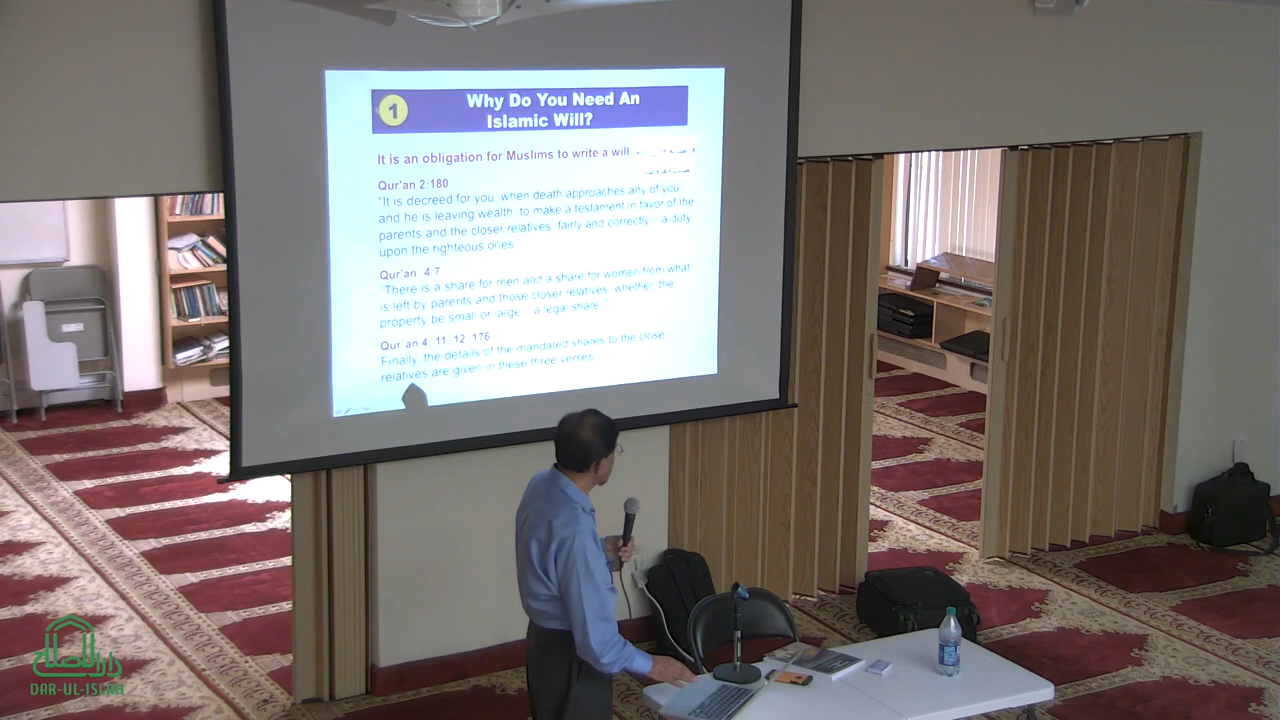 1
Why Do You Need An
Islamic Will?
It is an obligation for Muslims to write a will
Qur'an 2:180
"It is decreed for you, when death approaches any of you
and he is leaving wealth, to make a testament in favor of the
parents and the closer relatives, fairly and correctly - a duty
upon the righteous ones
Qur'an 4 7
"There is a share for men and a share for women from what
is left by parents and those closer relatives, whether the
property be small or large - a legal share."
Qur'an 4 11, 12, 176
Finally, the details of the mandated shares to the close
relatives are given in these three verses
دار الإصلاح
DAR-UL-ISLAH